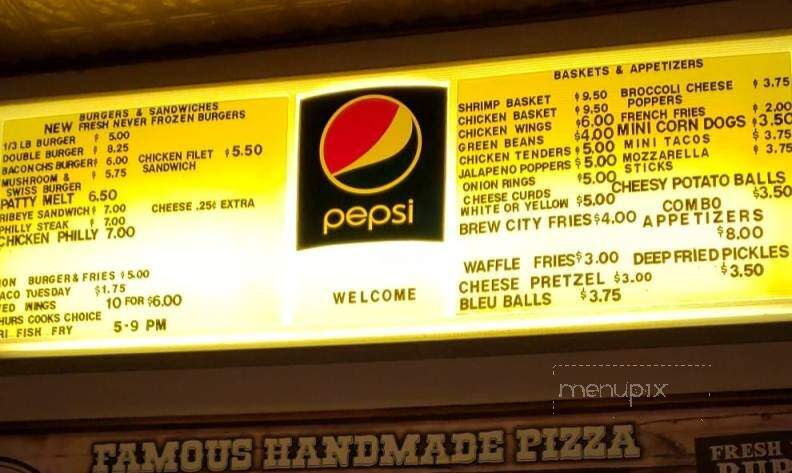 BURGERS & SANDWICHES
NEW FRESH NEVER FROZEN BURGERS
1/3 LB BURGER $ 5.00
DOUBLE BURGER $ 8.25
BACON CHS BURGER $ 6.00
MUSHROOM & $ 5.75
SWISS BURGER
CHICKEN FILET $5.50
SANDWICH
PATTY MELT 6.50
RIBEYE SANDWICH $ 7.00
CHEESE .25¢ EXTRA
PHILLY STEAK $ 7.00
CHICKEN PHILLY 7.00
ON BURGER & FRIES $5.00
ACO TUESDAY $1.75
ED WINGS 10 FOR $6.00
HURS COOKS CHOICE
RI FISH FRY 5-9 PM
pepsi
WELCOME
BASKETS & APPETIZERS
SHRIMP BASKET $9.50
CHICKEN BASKET $9.50
CHICKEN WINGS $6.00
GREEN BEANS $4.00
CHICKEN TENDERS $5.00
JALAPENO POPPERS $5.00
ONION RINGS $5.00
CHEESE CURDS
WHITE OR YELLOW $5.00
BREW CITY FRIES $4.00
BROCCOLI CHEESE $ 3.75
POPPERS
FRENCH FRIES $ 2.00
MINI CORN DOGS $3.50
MINI TACOS $ 3.75
MOZZARELLA $ 3.75
STICKS
CHEESY POTATO BALLS
$3.50
COMBO
APPETIZERS
$8.00
WAFFLE FRIES $3.00
CHEESE PRETZEL $3.00
BLEU BALLS $3.75
DEEP FRIED PICKLES
$3.50
menupix
FAMOUS HANDMADE PIZZA
FRESH